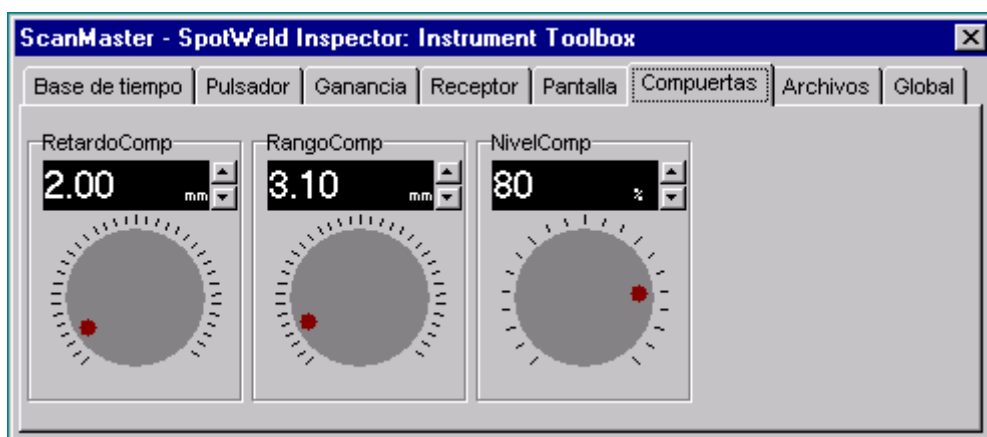 ScanMaster - SpotWeld Inspector: Instrument Toolbox
Base de tiempo Pulsador Ganancia Receptor Pantalla Compuertas Archivos Global
RetardoComp RangoComp NivelComp
2.00 mm 3.10 mm 80 %